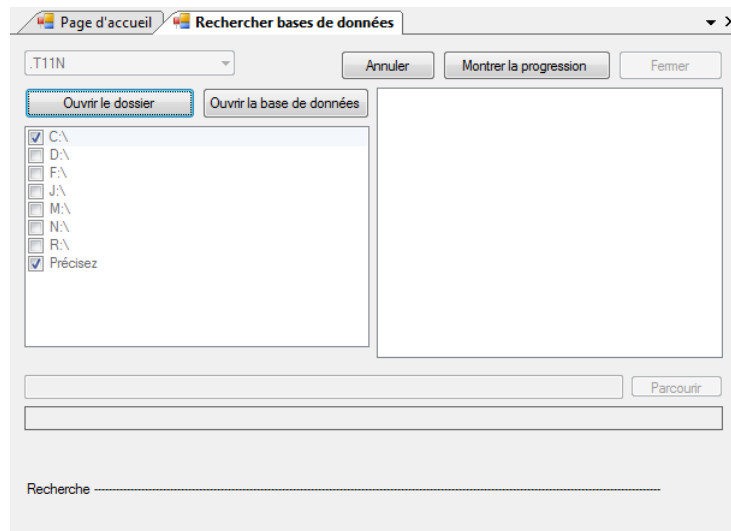 Page d'accueil Rechercher bases de données
.T11N Annuler Montrer la progression Fermer
Ouvrir le dossier Ouvrir la base de données
C:\
D:\
F:\
J:\
M:\
N:\
R:\
Précisez
Parcourir
Recherche